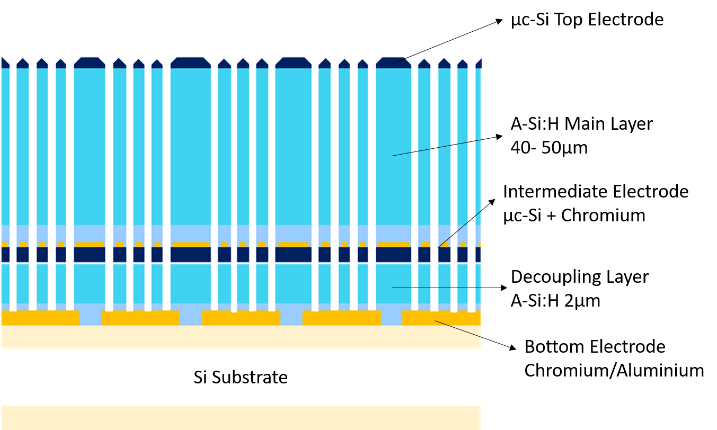 µc-Si Top Electrode
A-Si:H Main Layer
40- 50µm
Intermediate Electrode
µc-Si + Chromium
Decoupling Layer
A-Si:H 2µm
Bottom Electrode
Chromium/Aluminium
Si Substrate